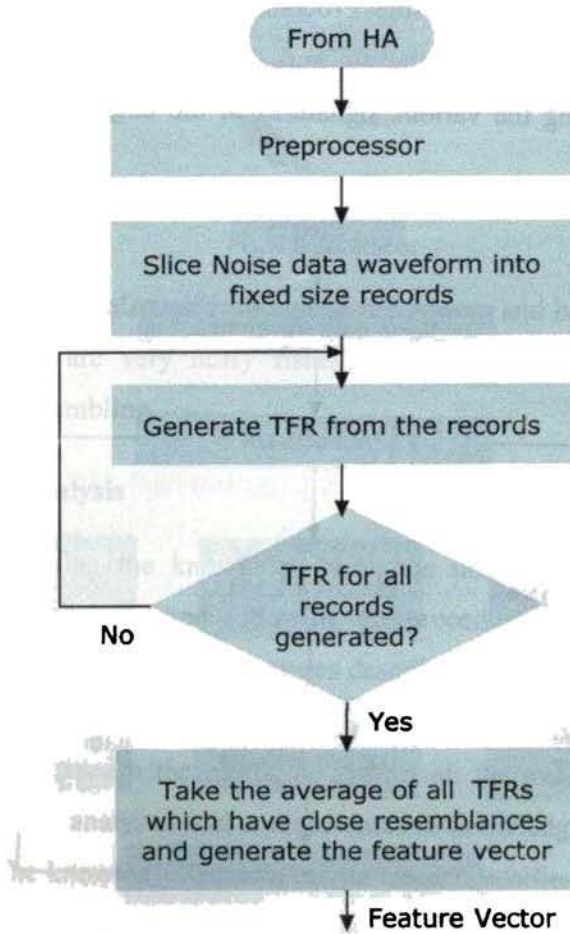 From HA
Preprocessor
Slice Noise data waveform into
fixed size records
Generate TFR from the records
TFR for all
records
generated?
No
Yes
Take the average of all TFRs
which have close resemblances
and generate the feature vector
Feature Vector